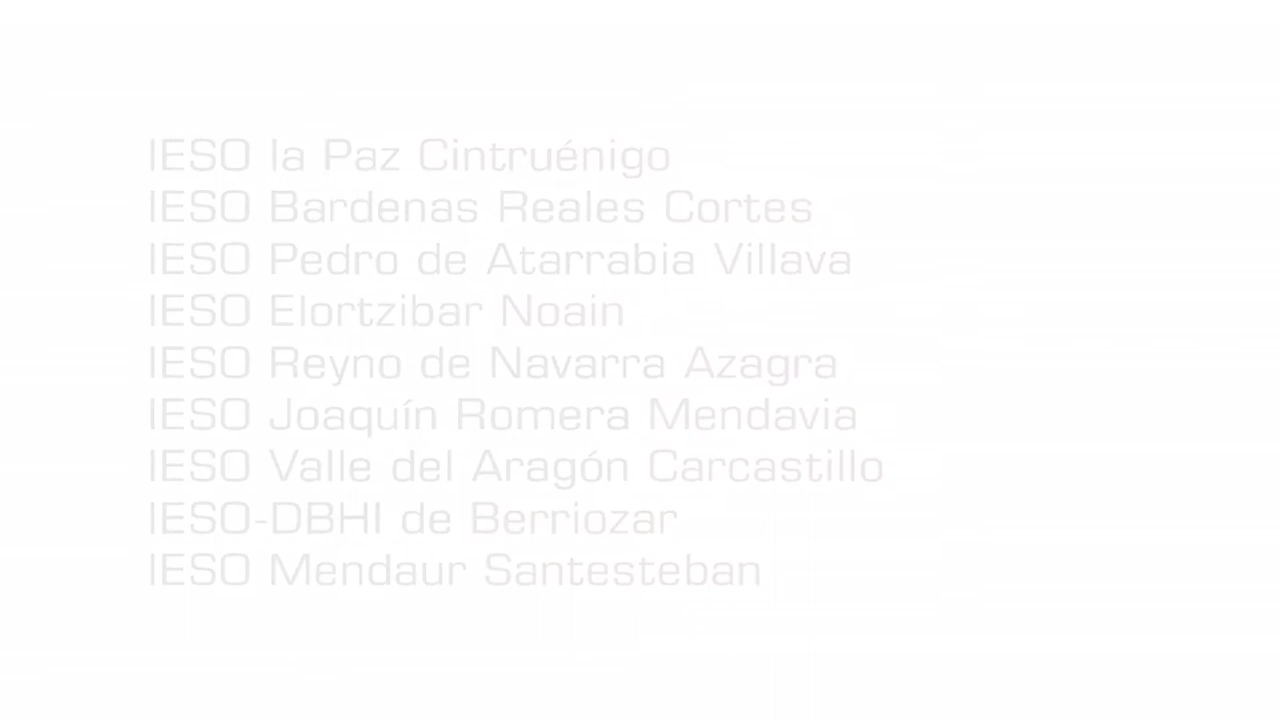 IESO la Paz Cintruénigo
IESO Bardenas Reales Cortes
IESO Pedro de Atarrabia Villava
IESO Elortzibar Noain
IESO Reyno de Navarra Azagra
IESO Joaquín Romera Mendavia
IESO Valle del Aragón Carcastillo
IESO-DBHI de Berriozar
IESO Mendaur Santesteban